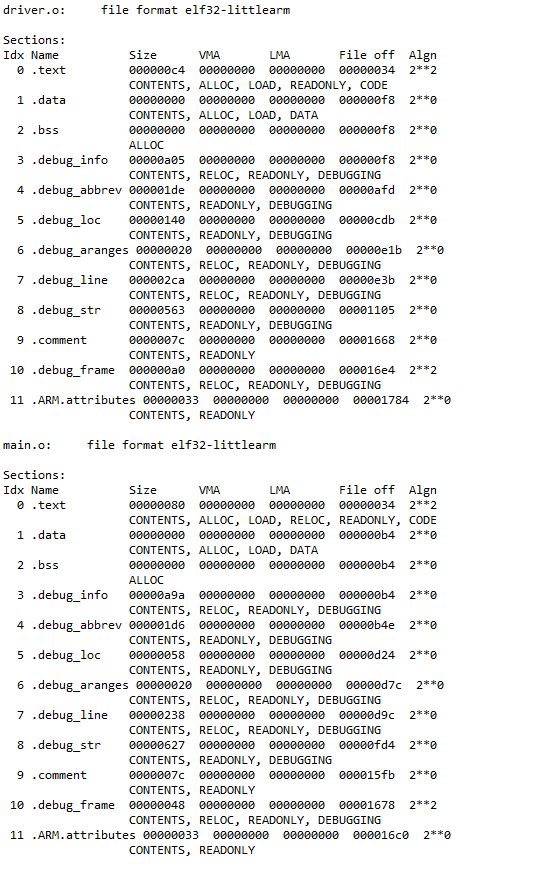 driver.o:     file format elf32-littlearm

Sections:
Idx Name          Size      VMA       LMA       File off  Algn
  0 .text         000000c4  00000000  00000000  00000034  2**2
                  CONTENTS, ALLOC, LOAD, READONLY, CODE
  1 .data         00000000  00000000  00000000  000000f8  2**0
                  CONTENTS, ALLOC, LOAD, DATA
  2 .bss          00000000  00000000  00000000  000000f8  2**0
                  ALLOC
  3 .debug_info   00000a05  00000000  00000000  000000f8  2**0
                  CONTENTS, RELOC, READONLY, DEBUGGING
  4 .debug_abbrev 000001de  00000000  00000000  00000afd  2**0
                  CONTENTS, READONLY, DEBUGGING
  5 .debug_loc    00000140  00000000  00000000  00000cdb  2**0
                  CONTENTS, READONLY, DEBUGGING
  6 .debug_aranges 00000020  00000000  00000000  00000e1b  2**0
                  CONTENTS, RELOC, READONLY, DEBUGGING
  7 .debug_line   000002ca  00000000  00000000  00000e3b  2**0
                  CONTENTS, RELOC, READONLY, DEBUGGING
  8 .debug_str    00000563  00000000  00000000  00001105  2**0
                  CONTENTS, READONLY, DEBUGGING
  9 .comment      0000007c  00000000  00000000  00001668  2**0
                  CONTENTS, READONLY
 10 .debug_frame  000000a0  00000000  00000000  000016e4  2**2
                  CONTENTS, RELOC, READONLY, DEBUGGING
 11 .ARM.attributes 00000033  00000000  00000000  00001784  2**0
                  CONTENTS, READONLY

main.o:     file format elf32-littlearm

Sections:
Idx Name          Size      VMA       LMA       File off  Algn
  0 .text         00000080  00000000  00000000  00000034  2**2
                  CONTENTS, ALLOC, LOAD, RELOC, READONLY, CODE
  1 .data         00000000  00000000  00000000  000000b4  2**0
                  CONTENTS, ALLOC, LOAD, DATA
  2 .bss          00000000  00000000  00000000  000000b4  2**0
                  ALLOC
  3 .debug_info   00000a9a  00000000  00000000  000000b4  2**0
                  CONTENTS, RELOC, READONLY, DEBUGGING
  4 .debug_abbrev 000001d6  00000000  00000000  00000b4e  2**0
                  CONTENTS, READONLY, DEBUGGING
  5 .debug_loc    00000058  00000000  00000000  00000d24  2**0
                  CONTENTS, READONLY, DEBUGGING
  6 .debug_aranges 00000020  00000000  00000000  00000d7c  2**0
                  CONTENTS, RELOC, READONLY, DEBUGGING
  7 .debug_line   00000238  00000000  00000000  00000d9c  2**0
                  CONTENTS, RELOC, READONLY, DEBUGGING
  8 .debug_str    00000627  00000000  00000000  00000fd4  2**0
                  CONTENTS, READONLY, DEBUGGING
  9 .comment      0000007c  00000000  00000000  000015fb  2**0
                  CONTENTS, READONLY
 10 .debug_frame  00000048  00000000  00000000  00001678  2**2
                  CONTENTS, RELOC, READONLY, DEBUGGING
 11 .ARM.attributes 00000033  00000000  00000000  000016c0  2**0
                  CONTENTS, READONLY